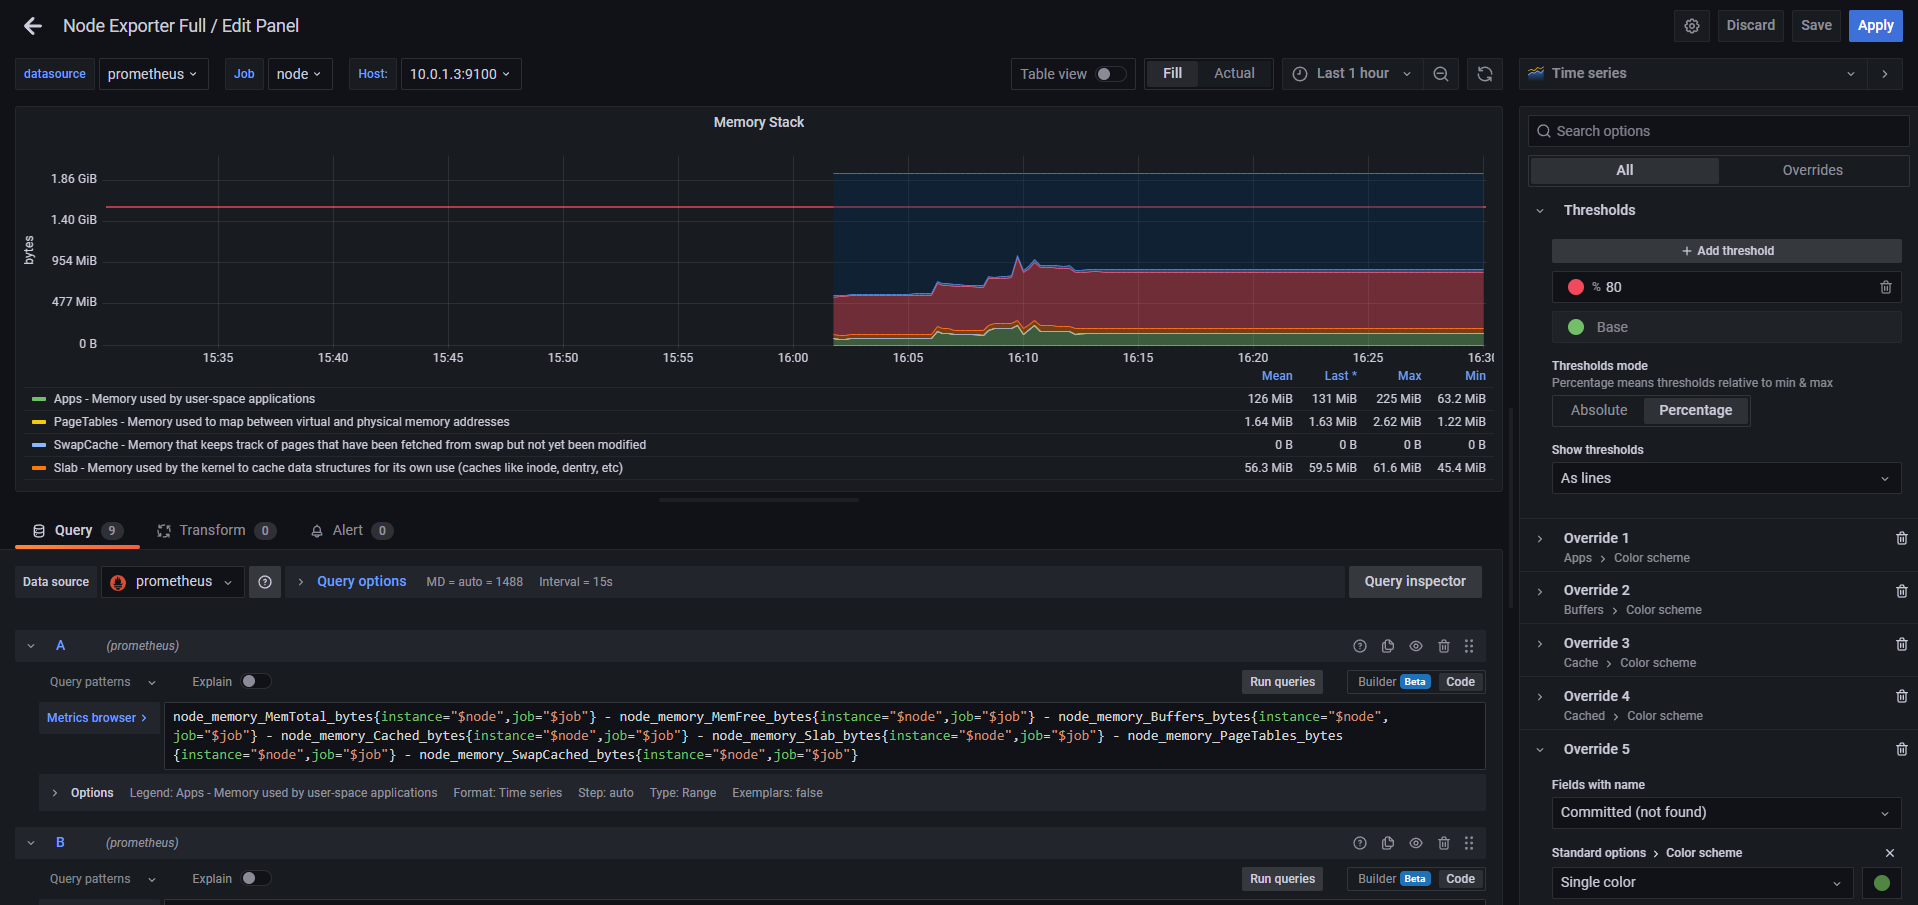 Node Exporter Full / Edit Panel
Discard
Save
Apply
datasource
prometheus
Job
node
Host:
10.0.1.3:9100
Table view
Fill
Actual
Last 1 hour
Time series
Memory Stack
bytes
1.86 GiB
1.40 GiB
954 MiB
477 MiB
0 B
15:35
15:40
15:45
15:50
15:55
16:00
16:05
16:10
16:15
16:20
16:25
16:30
Mean Last * Max Min
Apps - Memory used by user-space applications 126 MiB 131 MiB 225 MiB 63.2 MiB
PageTables - Memory used to map between virtual and physical memory addresses 1.64 MiB 1.63 MiB 2.62 MiB 1.22 MiB
SwapCache - Memory that keeps track of pages that have been fetched from swap but not yet been modified 0 B 0 B 0 B 0 B
Slab - Memory used by the kernel to cache data structures for its own use (caches like inode, dentry, etc) 56.3 MiB 59.5 MiB 61.6 MiB 45.4 MiB
Query 9
Transform 0
Alert 0
Data source
prometheus
Query options
MD = auto = 1488
Interval = 15s
Query inspector
A
(prometheus)
Query patterns
Explain
Run queries
Builder Beta
Code
Metrics browser >
node_memory_MemTotal_bytes{instance="$node",job="$job"} - node_memory_MemFree_bytes{instance="$node",job="$job"} - node_memory_Buffers_bytes{instance="$node",
job="$job"} - node_memory_Cached_bytes{instance="$node",job="$job"} - node_memory_Slab_bytes{instance="$node",job="$job"} - node_memory_PageTables_bytes
{instance="$node",job="$job"} - node_memory_SwapCached_bytes{instance="$node",job="$job"}
Options
Legend: Apps - Memory used by user-space applications
Format: Time series
Step: auto
Type: Range
Exemplars: false
B
(prometheus)
Query patterns
Explain
Run queries
Builder Beta
Code
Search options
All
Overrides
Thresholds
+ Add threshold
% 80
Base
Thresholds mode
Percentage means thresholds relative to min & max
Absolute
Percentage
Show thresholds
As lines
Override 1
Apps > Color scheme
Override 2
Buffers > Color scheme
Override 3
Cache > Color scheme
Override 4
Cached > Color scheme
Override 5
Fields with name
Committed (not found)
Standard options > Color scheme
Single color